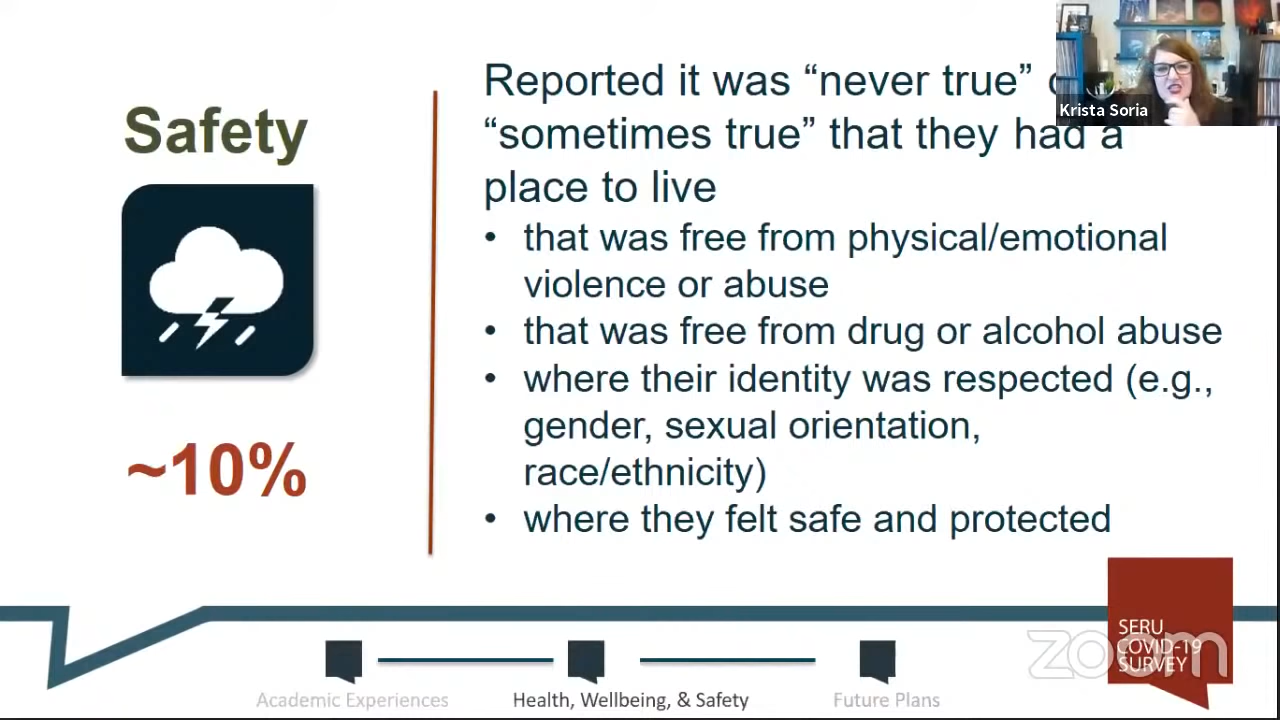 Safety
~10%
Reported it was “never true”
“sometimes true” that they had a
place to live
• that was free from physical/emotional
violence or abuse
• that was free from drug or alcohol abuse
• where their identity was respected (e.g.,
gender, sexual orientation,
race/ethnicity)
• where they felt safe and protected
Krista Soria
SERU
COVID-19
SURVEY
zoom
Academic Experiences
Health, Wellbeing, & Safety
Future Plans